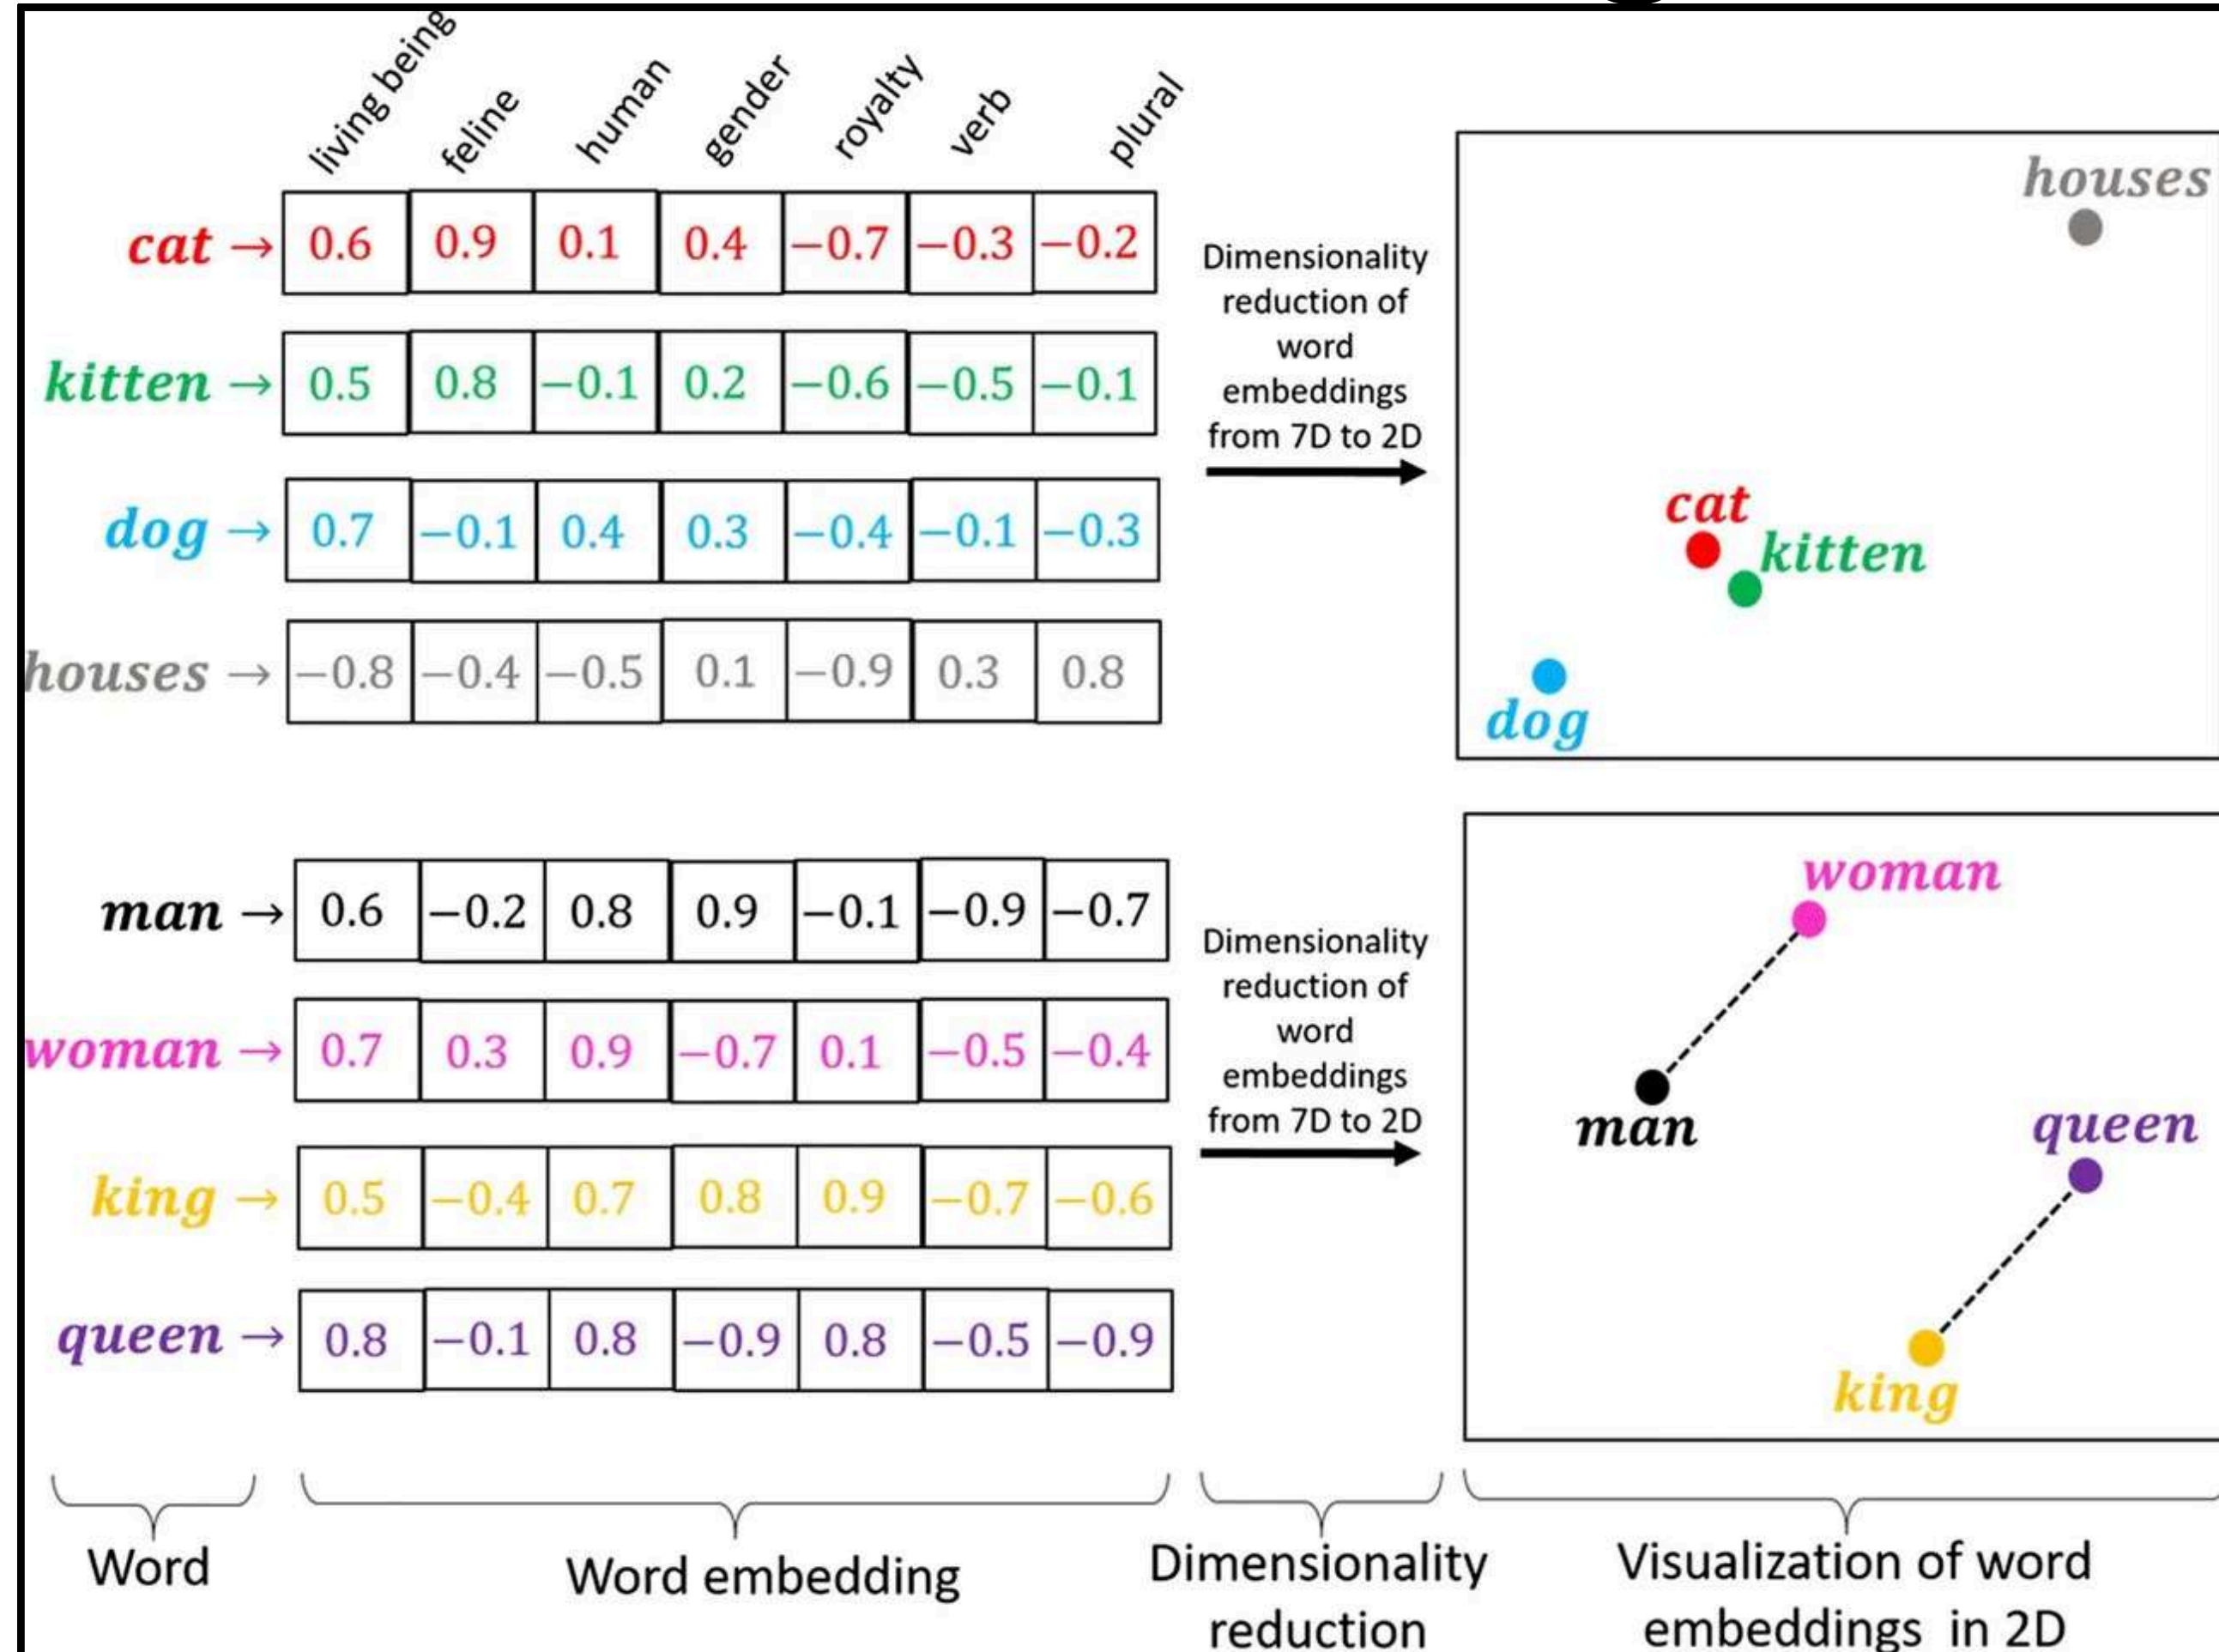 living being feline human gender royalty verb plural
cat → 0.6 0.9 0.1 0.4 −0.7 −0.3 −0.2
kitten → 0.5 0.8 −0.1 0.2 −0.6 −0.5 −0.1
dog → 0.7 −0.1 0.4 0.3 −0.4 −0.1 −0.3
houses → −0.8 −0.4 −0.5 0.1 −0.9 0.3 0.8
Dimensionality
reduction of
word
embeddings
from 7D to 2D
houses
cat
kitten
dog
man → 0.6 −0.2 0.8 0.9 −0.1 −0.9 −0.7
woman → 0.7 0.3 0.9 −0.7 0.1 −0.5 −0.4
king → 0.5 −0.4 0.7 0.8 0.9 −0.7 −0.6
queen → 0.8 −0.1 0.8 −0.9 0.8 −0.5 −0.9
Dimensionality
reduction of
word
embeddings
from 7D to 2D
woman
man
queen
king
Word
Word embedding
Dimensionality
reduction
Visualization of word
embeddings in 2D